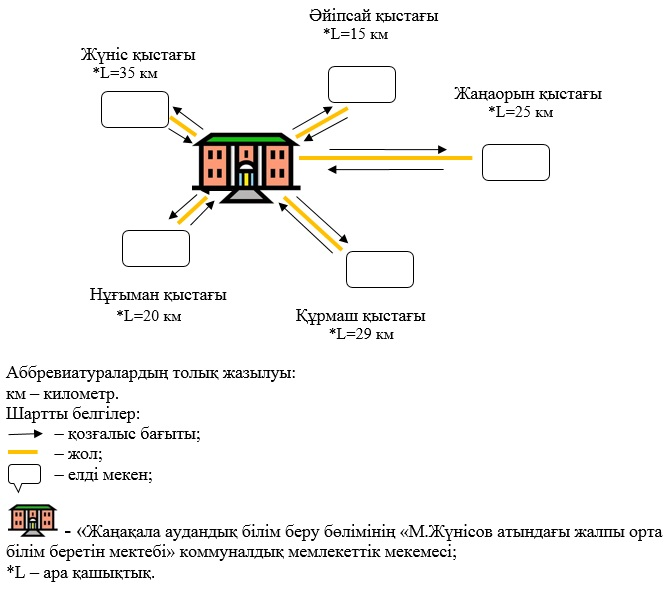 Әйіпсай қыстағы
*L=15 км
Жүніс қыстағы
*L=35 км
Жаңаорын қыстағы
*L=25 км
Нұғыман қыстағы
*L=20 км
Құрмаш қыстағы
*L=29 км
Аббревиатуралардың толық жазылуы:
км – километр.
Шартты белгілер:
– қозғалыс бағыты;
– жол;
– елді мекен;
- «Жаңақала аудандық білім беру бөлімінің «М.Жүнісов атындағы жалпы орта
білім беретін мектебі» коммуналдық мемлекеттік мекемесі;
*L – ара қашықтық.